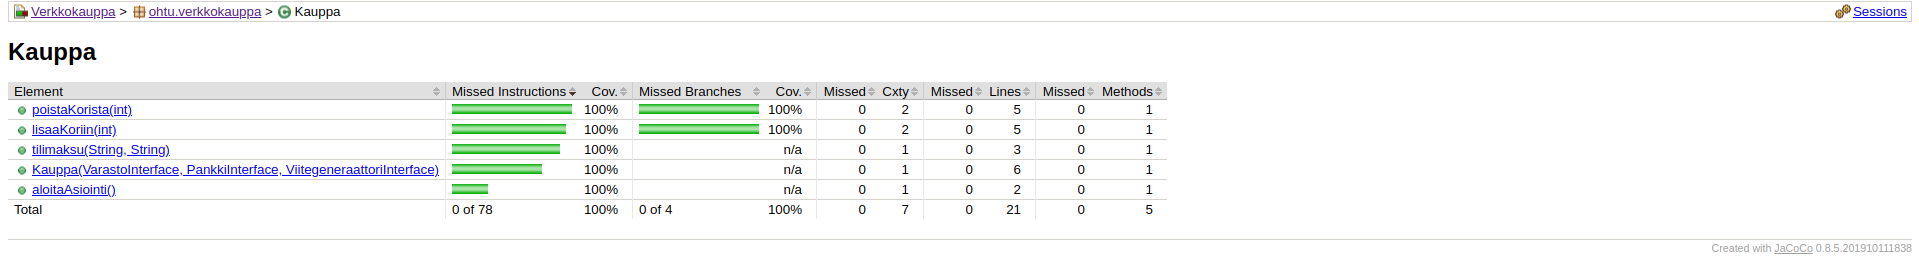 Verkkokauppa > ohtu.verkkokauppa > Kauppa Sessions
Kauppa
Element Missed Instructions Cov. Missed Branches Cov. Missed Cxty Missed Lines Missed Methods
poistaKorista(int) 100% 100% 0 2 0 5 0 1
lisaaKoriin(int) 100% 100% 0 2 0 5 0 1
tilimaksu(String, String) 100% n/a 0 1 0 3 0 1
Kauppa(VarastoInterface, PankkiInterface, ViitegeneraattoriInterface) 100% n/a 0 1 0 6 0 1
aloitaAsiointi() 100% n/a 0 1 0 2 0 1
Total 0 of 78 100% 0 of 4 100% 0 7 0 21 0 5
Created with JaCoCo 0.8.5.201910111838